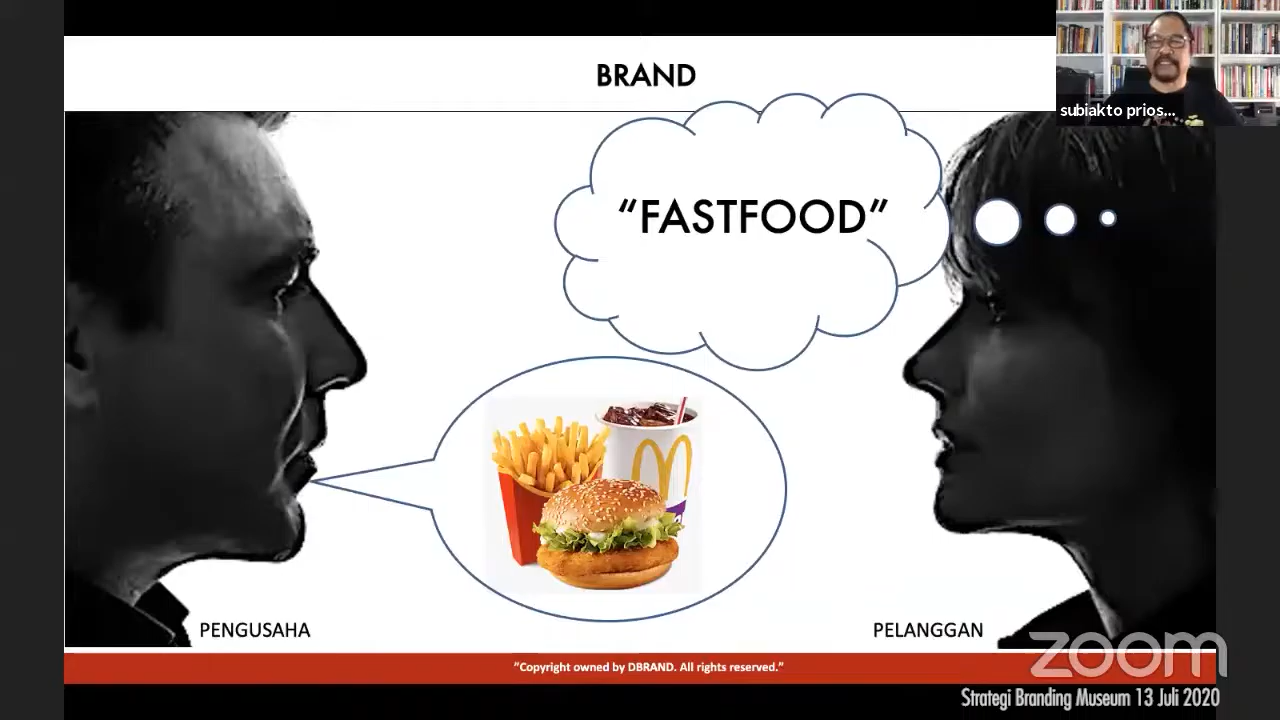 BRAND
subiakto prios...
“FASTFOOD”
PENGUSAHA
PELANGGAN
zoom
“Copyright owned by DBRAND. All rights reserved.”
Strategi Branding Museum 13 Juli 2020